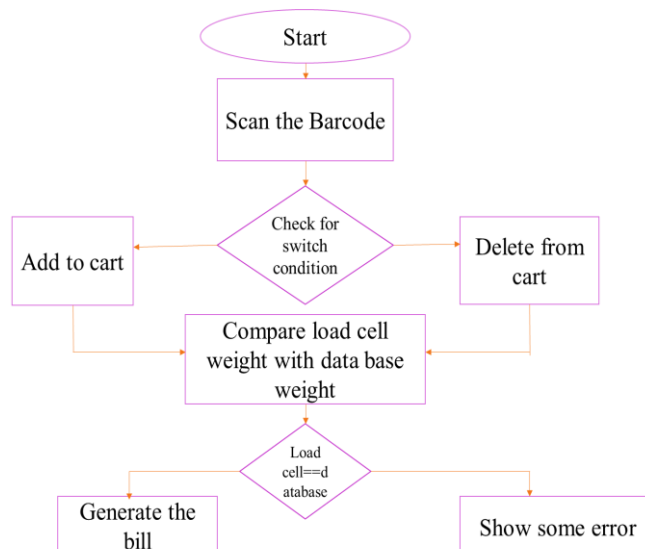 Start
Scan the Barcode
Check for
switch
condition
Add to cart
Delete from
cart
Compare load cell
weight with data base
weight
Load
cell==d
atabase
Generate the
bill
Show some error